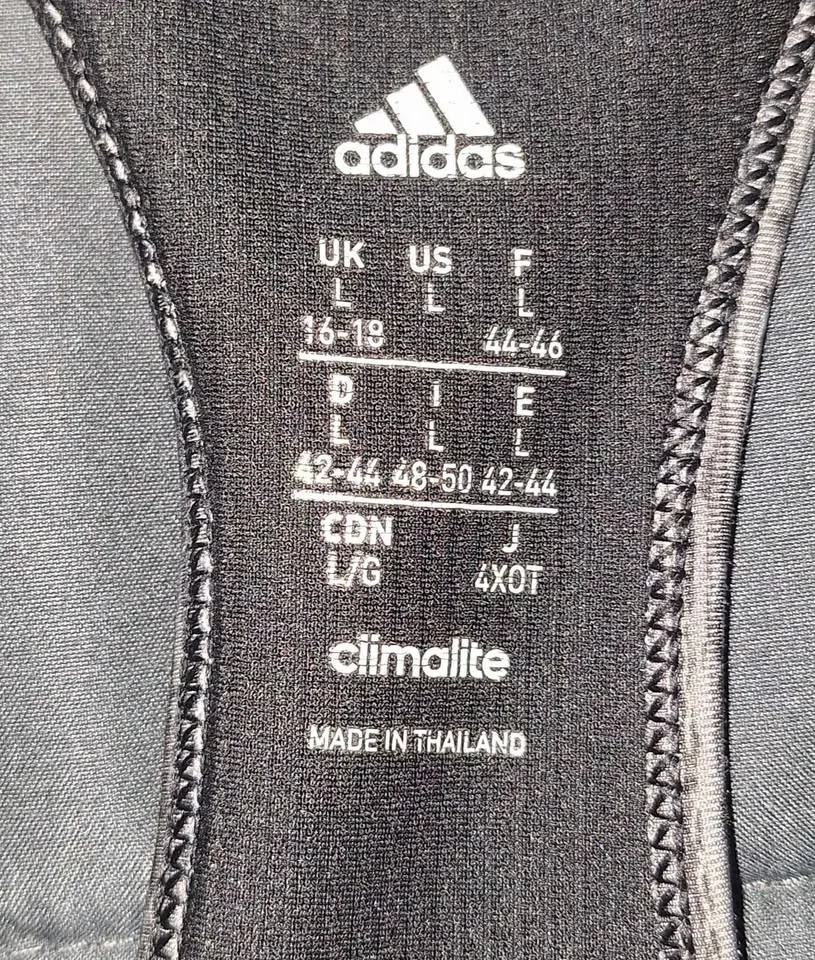 adidas
UK US F
L L L
16-18 44-46
D I E
L L L
42-44 48-50 42-44
CDN J
L/G 4XOT
climalite
MADE IN THAILAND